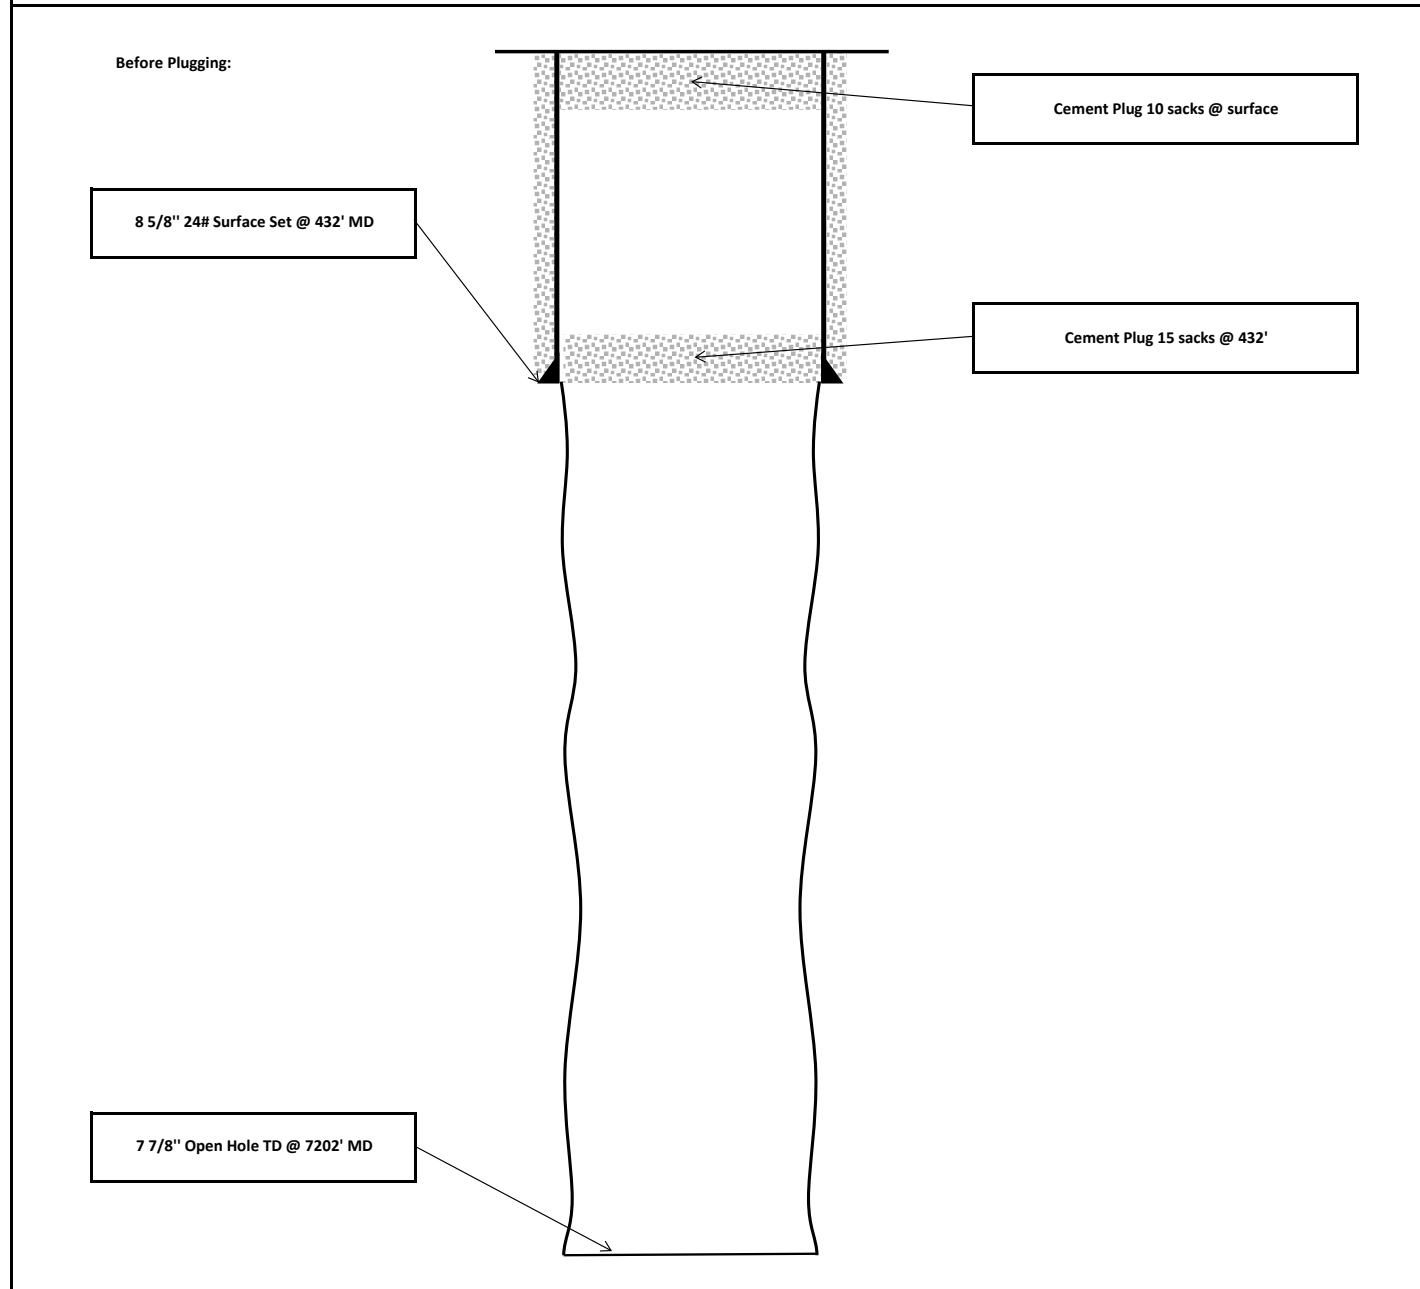 Before Plugging:
Cement Plug 10 sacks @ surface
8 5/8" 24# Surface Set @ 432' MD
Cement Plug 15 sacks @ 432'
7 7/8" Open Hole TD @ 7202' MD